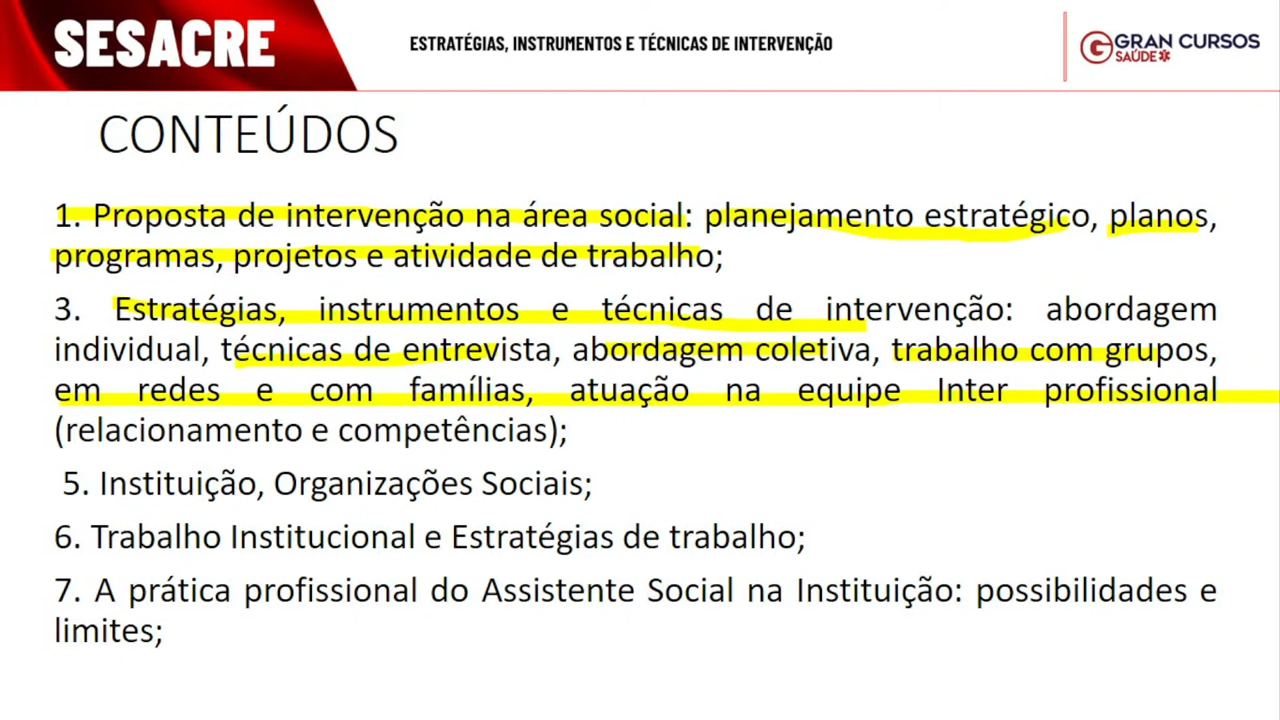 SESACRE
ESTRATÉGIAS, INSTRUMENTOS E TÉCNICAS DE INTERVENÇÃO
GRAN CURSOS
SAÚDE
CONTEÚDOS
1. Proposta de intervenção na área social: planejamento estratégico, planos,
programas, projetos e atividade de trabalho;
3. Estratégias, instrumentos e técnicas de intervenção: abordagem
individual, técnicas de entrevista, abordagem coletiva, trabalho com grupos,
em redes e com famílias, atuação na equipe Inter profissional
(relacionamento e competências);
5. Instituição, Organizações Sociais;
6. Trabalho Institucional e Estratégias de trabalho;
7. A prática profissional do Assistente Social na Instituição: possibilidades e
limites;